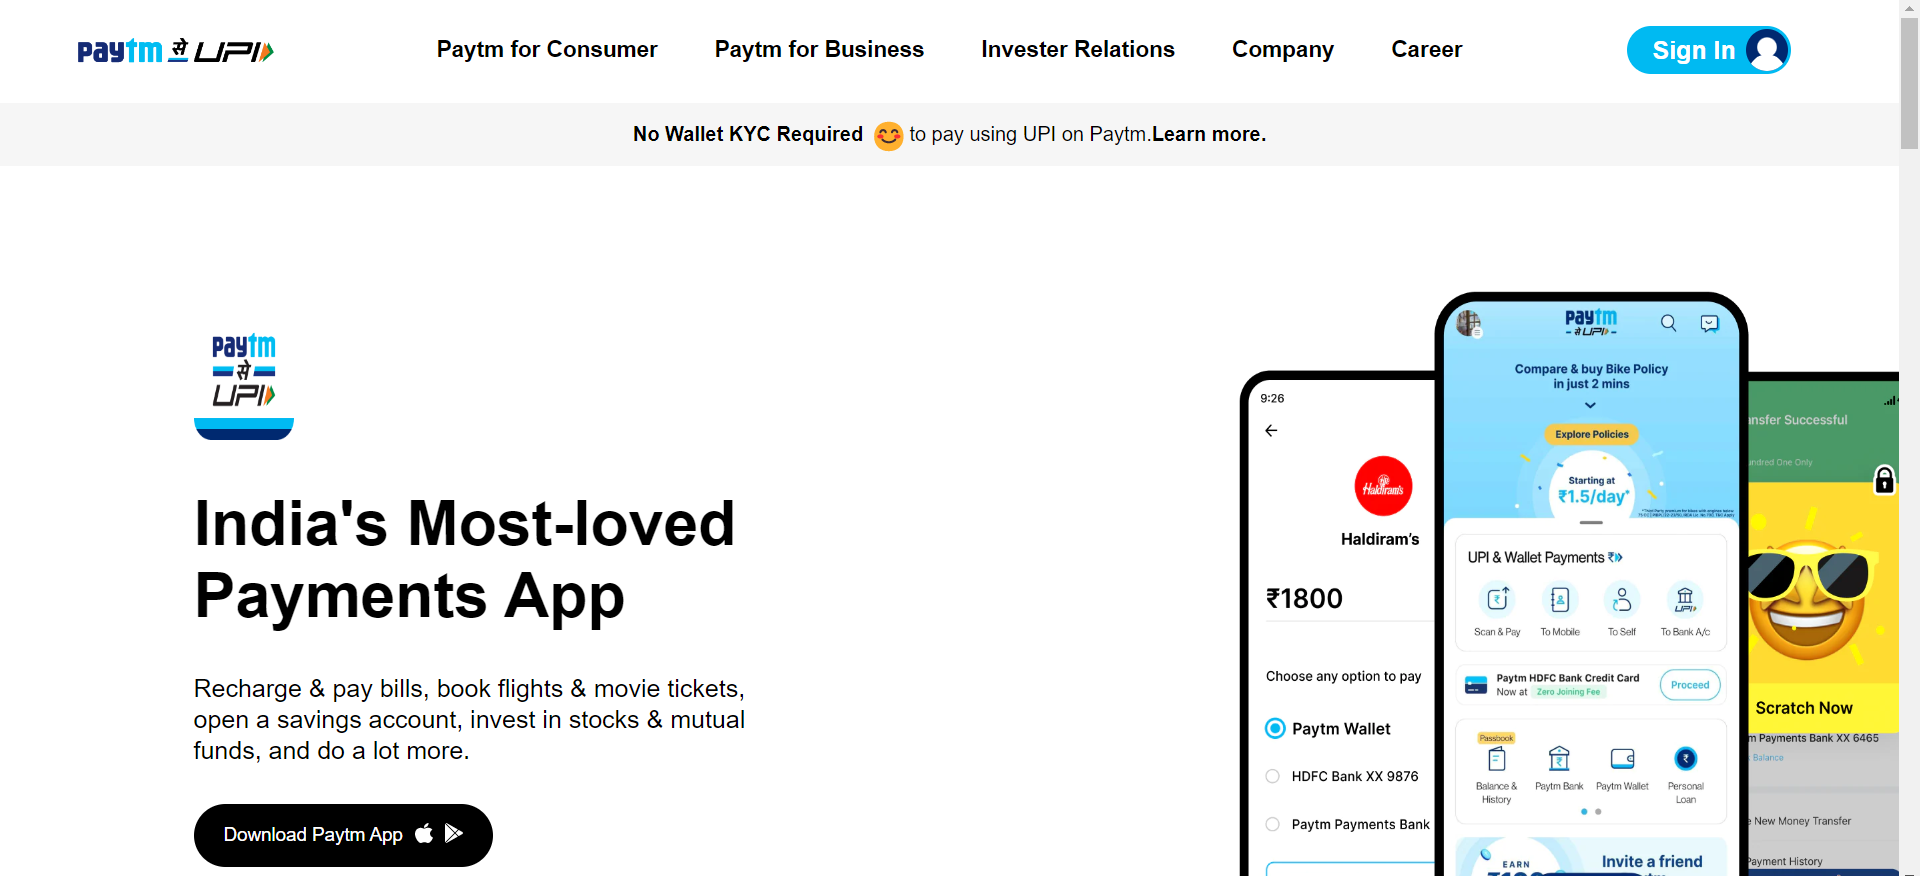 paytm से UPI
Paytm for Consumer
Paytm for Business
Invester Relations
Company
Career
Sign In
No Wallet KYC Required to pay using UPI on Paytm.Learn more.
paytm
से
UPI
India's Most-loved
Payments App
Recharge & pay bills, book flights & movie tickets,
open a savings account, invest in stocks & mutual
funds, and do a lot more.
Download Paytm App
9:26
Haldiram's
Haldiram's
₹1800
Choose any option to pay
Paytm Wallet
HDFC Bank XX 9876
Paytm Payments Bank
paytm
से UPI
Compare & buy Bike Policy
in just 2 mins
Explore Policies
Starting at
₹1.5/day*
UPI & Wallet Payments
Scan & Pay
To Mobile
To Self
UPI
To Bank A/c
Paytm HDFC Bank Credit Card
Now at Zero Joining Fee
Proceed
Passbook
Balance &
History
Paytm Bank
Paytm Wallet
Personal
Loan
EARN
Invite a friend
nsfer Successful
ndred One Only
Scratch Now
m Payments Bank XX 6465
Balance
e New Money Transfer
Payment History